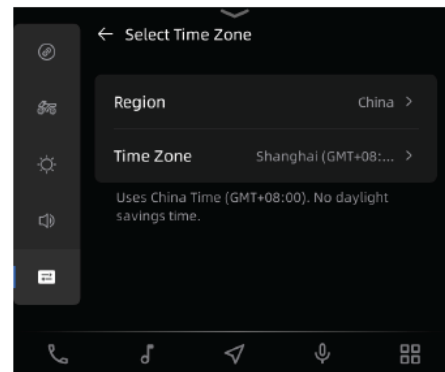 Select Time Zone
Region China
Time Zone Shanghai (GMT+08:...
Uses China Time (GMT+08:00). No daylight
savings time.